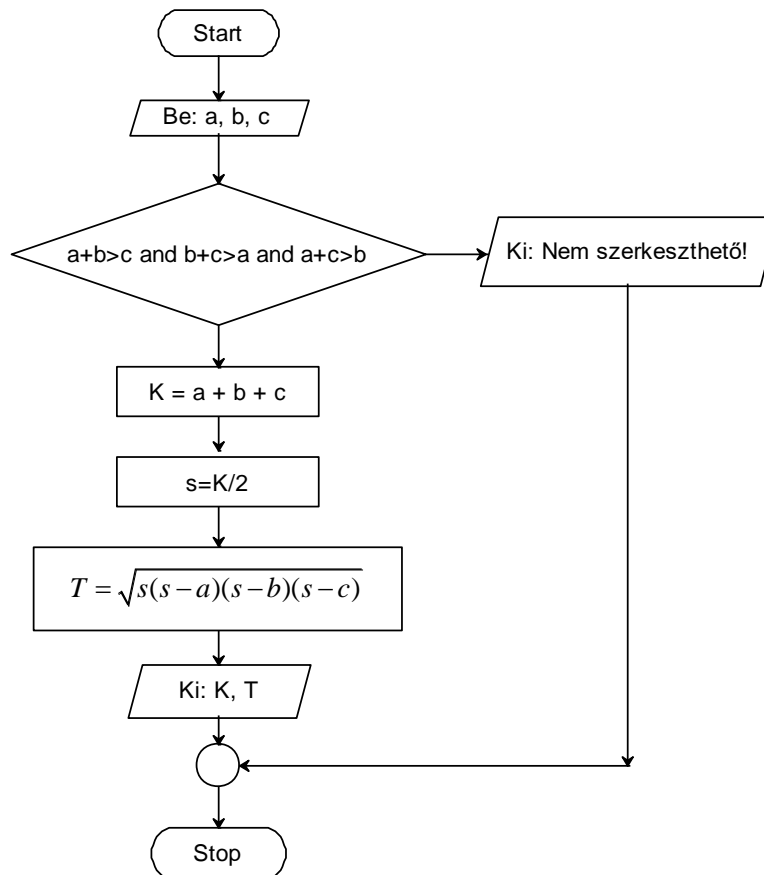 Start
Be: a, b, c
a+b>c and b+c>a and a+c>b
Ki: Nem szerkeszthető!
K = a + b + c
s=K/2
T = √s(s−a)(s−b)(s−c)
Ki: K, T
Stop